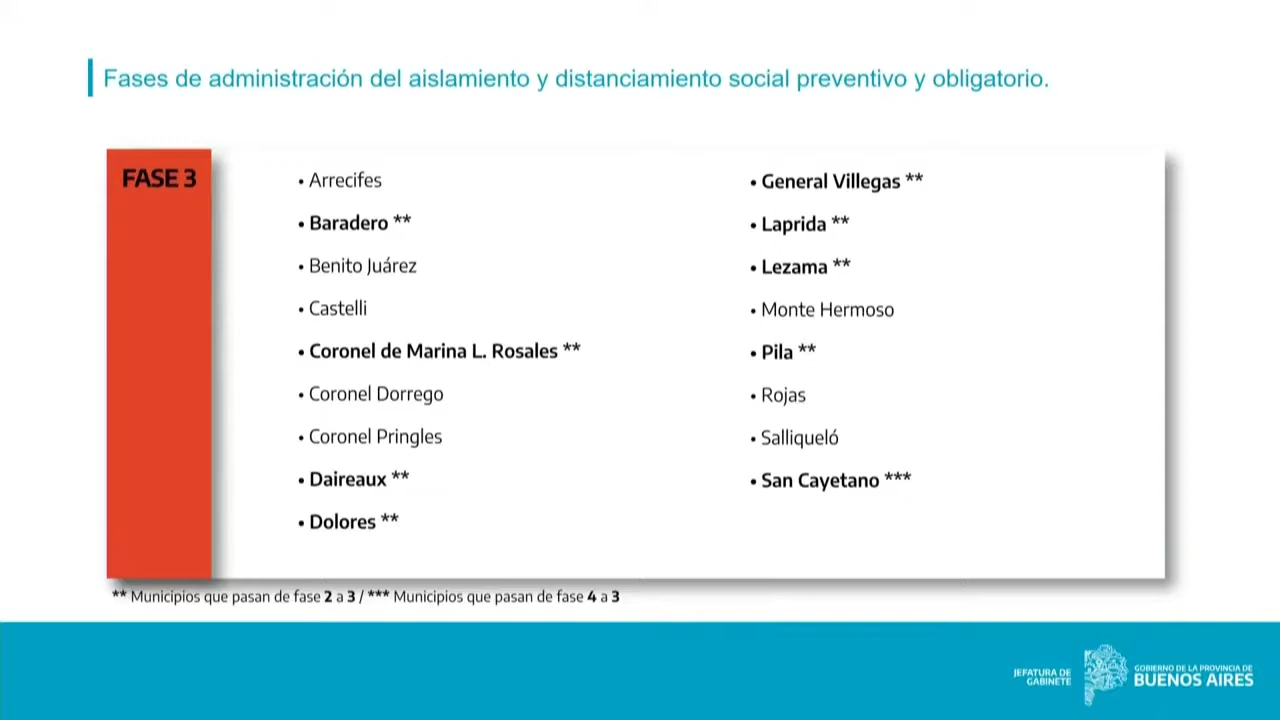 Fases de administración del aislamiento y distanciamiento social preventivo y obligatorio.
FASE 3
• Arrecifes
• Baradero **
• Benito Juárez
• Castelli
• Coronel de Marina L. Rosales **
• Coronel Dorrego
• Coronel Pringles
• Daireaux **
• Dolores **
• General Villegas **
• Laprida **
• Lezama **
• Monte Hermoso
• Pila **
• Rojas
• Salliqueló
• San Cayetano ***
** Municipios que pasan de fase 2 a 3 / *** Municipios que pasan de fase 4 a 3
JEFATURA DE
GABINETE
GOBIERNO DE LA PROVINCIA DE
BUENOS AIRES